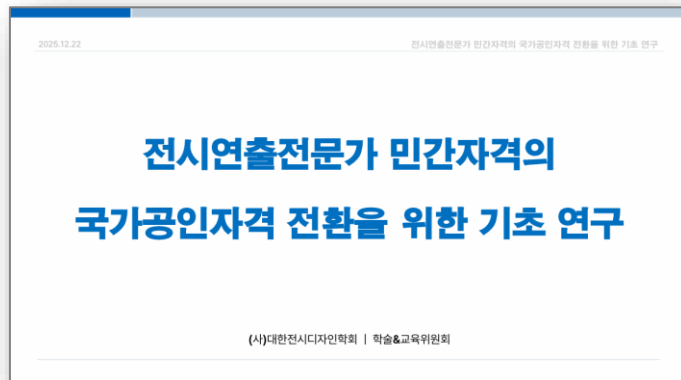 2025.12.22
전시연출전문가 민간자격의 국가공인자격 전환을 위한 기초 연구
전시연출전문가 민간자격의
국가공인자격 전환을 위한 기초 연구
(사)대한전시디자인학회 | 학술&교육위원회